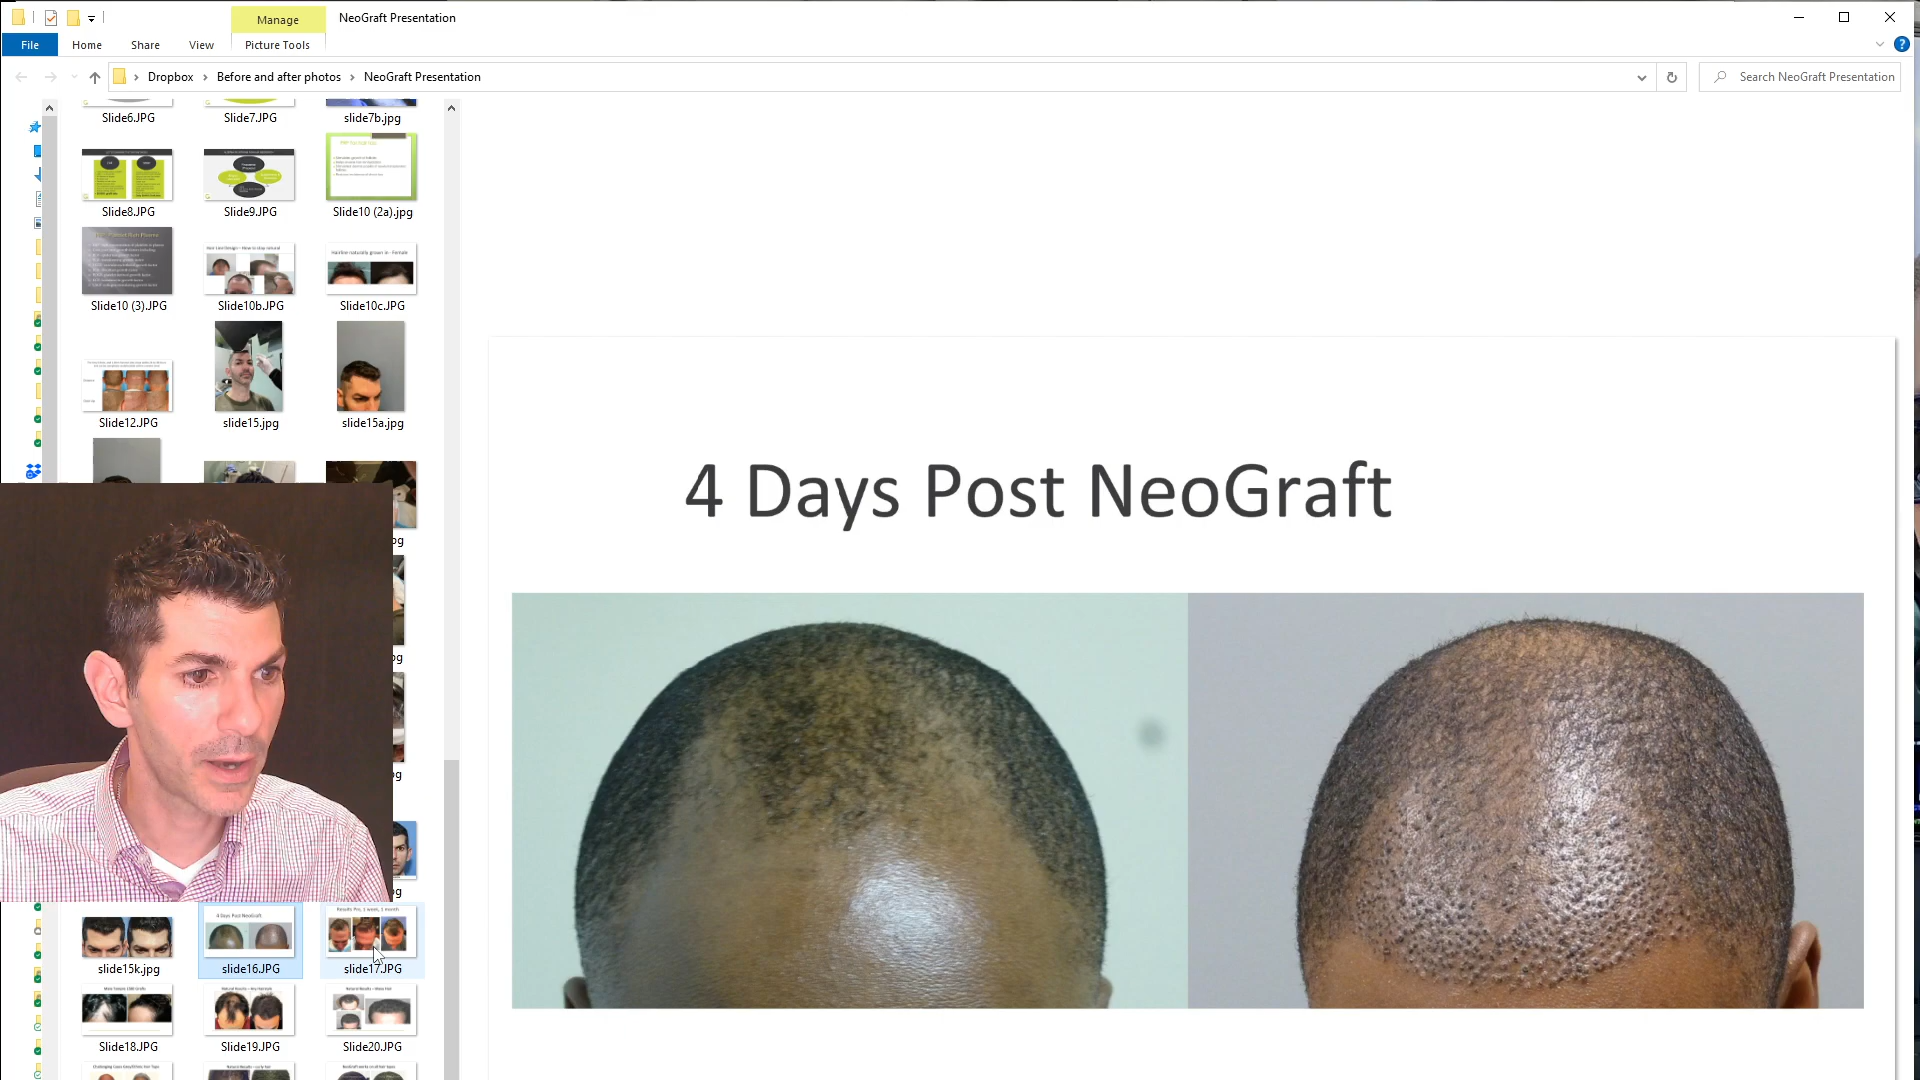 Manage
NeoGraft Presentation
File
Home
Share
View
Picture Tools
Dropbox
Before and after photos
NeoGraft Presentation
Search NeoGraft Presentation
Slide6.JPG
Slide7.JPG
slide7b.jpg
Slide8.JPG
Slide9.JPG
Slide10 (2a).jpg
Slide10 (3).JPG
Slide10b.JPG
Slide10c.JPG
Slide12.JPG
slide15.jpg
slide15a.jpg
4 Days Post NeoGraft
slide15k.jpg
slide16.JPG
slide17.JPG
Slide18.JPG
Slide19.JPG
Slide20.JPG